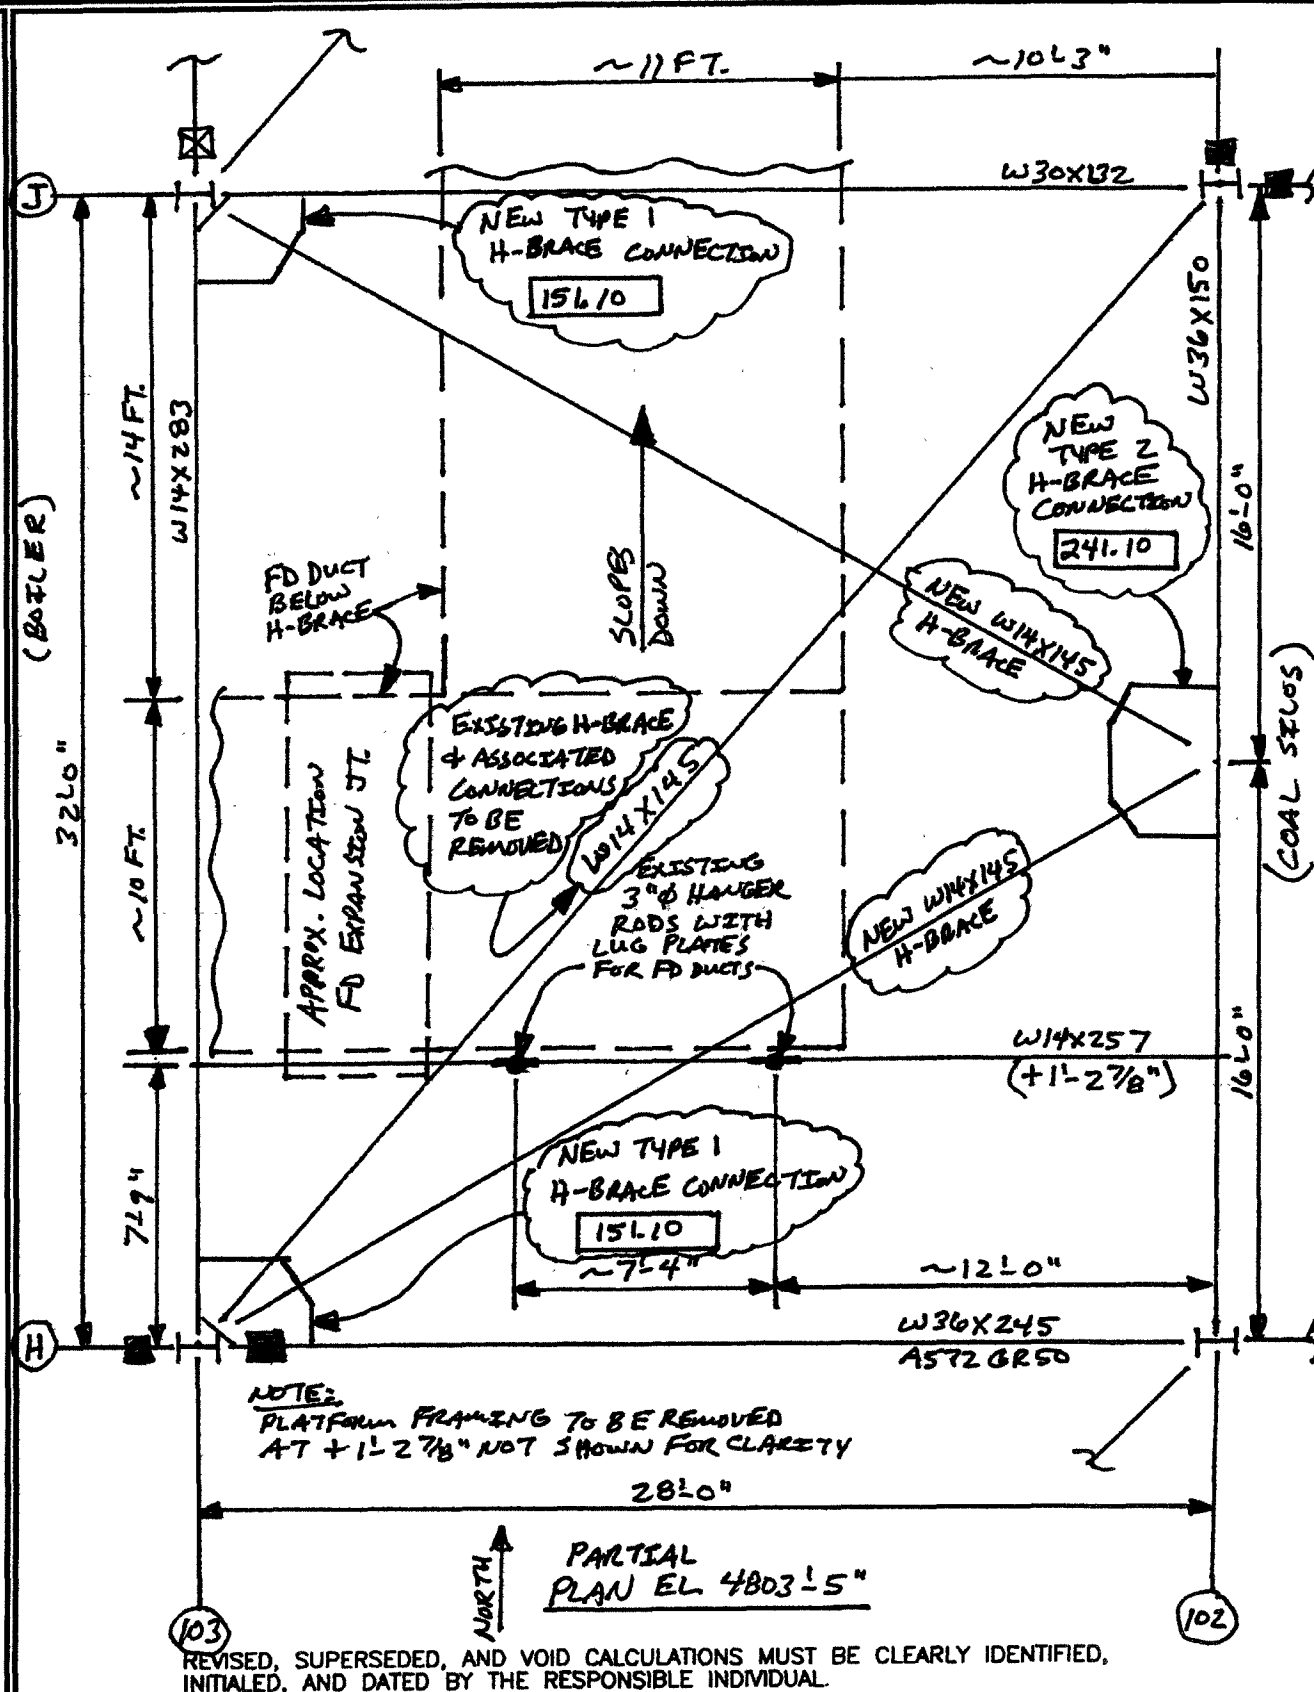 ~11 FT.
~10'-3"
J
W30X132
NEW TYPE 1
H-BRACE CONNECTION
151.10
~14 FT.
W14X283
W36X150
16'-0"
(BOILER)
NEW
TYPE 2
H-BRACE
CONNECTION
241.10
FD DUCT
BELOW
H-BRACE
SLOPES
DOWN
NEW W14X145
H-BRACE
32'-0"
EXISTING H-BRACE
& ASSOCIATED
CONNECTIONS
TO BE
REMOVED
W14X145
(COAL SILOS)
~10 FT.
APPRX. LOCATION
FD EXPANSION JT.
EXISTING
3"Φ HANGER
RODS WITH
LUG PLATES
FOR FD DUCTS
NEW W14X145
H-BRACE
W14X257
(+1'-2 7/8")
16'-0"
7'-9"
NEW TYPE 1
H-BRACE CONNECTION
151.10
~7'-4"
~12'-0"
H
W36X245
A572 GR50
NOTE:
PLATFORM FRAMING TO BE REMOVED
AT +1'-2 7/8" NOT SHOWN FOR CLARITY
28'-0"
NORTH
PARTIAL
PLAN EL 4803'-5"
103
102
REVISED, SUPERSEDED, AND VOID CALCULATIONS MUST BE CLEARLY IDENTIFIED,
INITIALED, AND DATED BY THE RESPONSIBLE INDIVIDUAL.